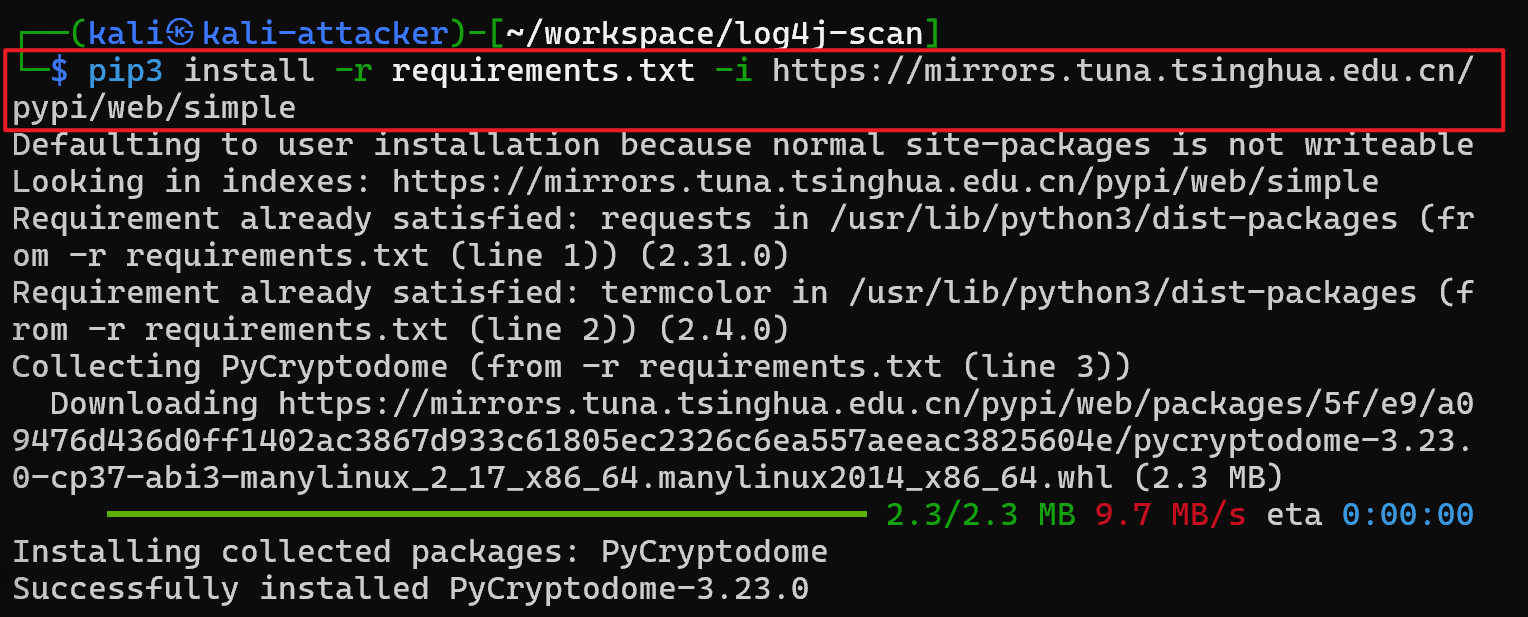 ┌──(kali㉿kali-attacker)-[~/workspace/log4j-scan]
└─$ pip3 install -r requirements.txt -i https://mirrors.tuna.tsinghua.edu.cn/
pypi/web/simple
Defaulting to user installation because normal site-packages is not writeable
Looking in indexes: https://mirrors.tuna.tsinghua.edu.cn/pypi/web/simple
Requirement already satisfied: requests in /usr/lib/python3/dist-packages (fr
om -r requirements.txt (line 1)) (2.31.0)
Requirement already satisfied: termcolor in /usr/lib/python3/dist-packages (f
rom -r requirements.txt (line 2)) (2.4.0)
Collecting PyCryptodome (from -r requirements.txt (line 3))
  Downloading https://mirrors.tuna.tsinghua.edu.cn/pypi/web/packages/5f/e9/a0
9476d436d0ff1402ac3867d933c61805ec2326c6ea557aeeac3825604e/pycryptodome-3.23.
0-cp37-abi3-manylinux_2_17_x86_64.manylinux2014_x86_64.whl (2.3 MB)
2.3/2.3 MB 9.7 MB/s eta 0:00:00
Installing collected packages: PyCryptodome
Successfully installed PyCryptodome-3.23.0